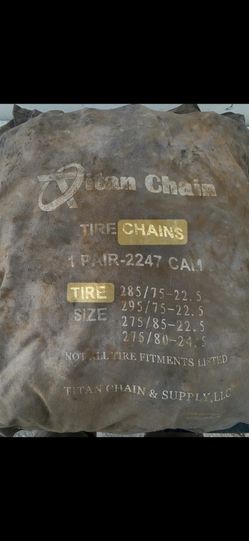 Titan Chain
TIRE CHAINS
1 PAIR-2247 CAM
TIRE SIZE
285/75-22.5
295/75-22.5
275/85-22.5
275/80-24.5
NOT ALL TIRE FITMENTS LISTED
TITAN CHAIN & SUPPLY, LLC